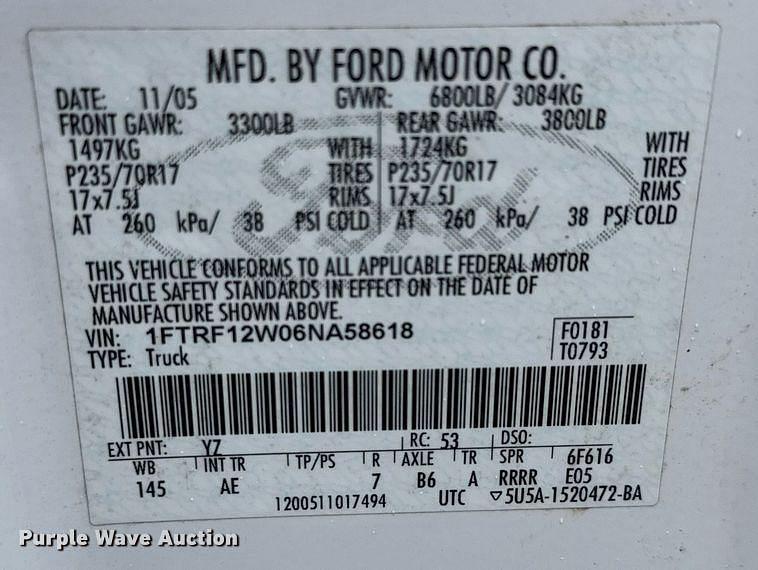 MFD. BY FORD MOTOR CO.
DATE: 11/05 GVWR: 6800LB/ 3084KG
FRONT GAWR: 3300LB REAR GAWR: 3800LB
1497KG WITH 1724KG WITH
P235/70R17 TIRES P235/70R17 TIRES
17x7.5J RIMS 17x7.5J RIMS
AT 260 kPa/ 38 PSI COLD AT 260 kPa/ 38 PSI COLD
Ford
THIS VEHICLE CONFORMS TO ALL APPLICABLE FEDERAL MOTOR
VEHICLE SAFETY STANDARDS IN EFFECT ON THE DATE OF
MANUFACTURE SHOWN ABOVE.
VIN: 1FTRF12W06NA58618 F0181
TYPE: Truck T0793
EXT PNT: YZ RC: 53 DSO:
WB INT TR TP/PS R AXLE TR SPR 6F616
145 AE 7 B6 A RRRR E05
1200511017494 UTC ▽5U5A-1520472-BA
Purple Wave Auction